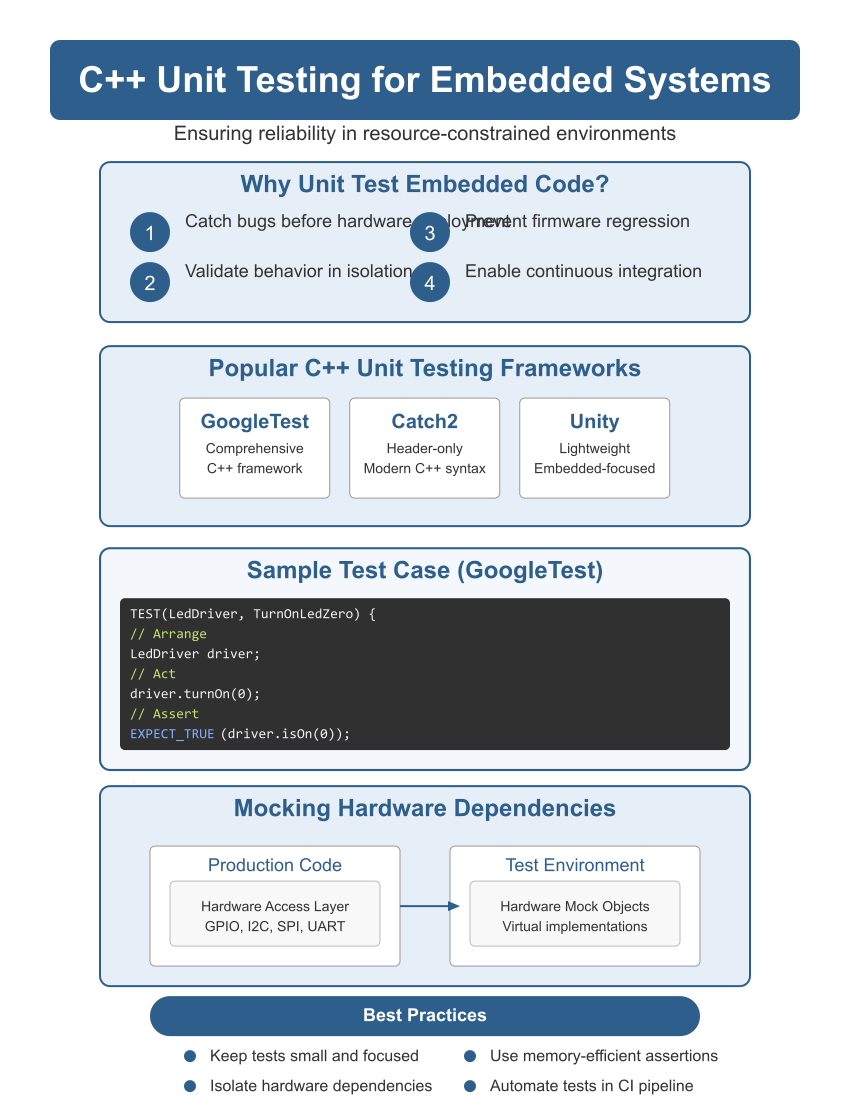 C++ Unit Testing for Embedded Systems
Ensuring reliability in resource-constrained environments
Why Unit Test Embedded Code?
1 Catch bugs before hardware
2 Validate behavior in isolation
3 Prevent firmware regression
4 Enable continuous integration
Popular C++ Unit Testing Frameworks
GoogleTest
Comprehensive
C++ framework
Catch2
Header-only
Modern C++ syntax
Unity
Lightweight
Embedded-focused
Sample Test Case (GoogleTest)
TEST(LedDriver, TurnOnLedZero) {
// Arrange
LedDriver driver;
// Act
driver.turnOn(0);
// Assert
EXPECT_TRUE (driver.isOn(0));
Mocking Hardware Dependencies
Production Code
Hardware Access Layer
GPIO, I2C, SPI, UART
Test Environment
Hardware Mock Objects
Virtual implementations
Best Practices
Keep tests small and focused
Isolate hardware dependencies
Use memory-efficient assertions
Automate tests in CI pipeline